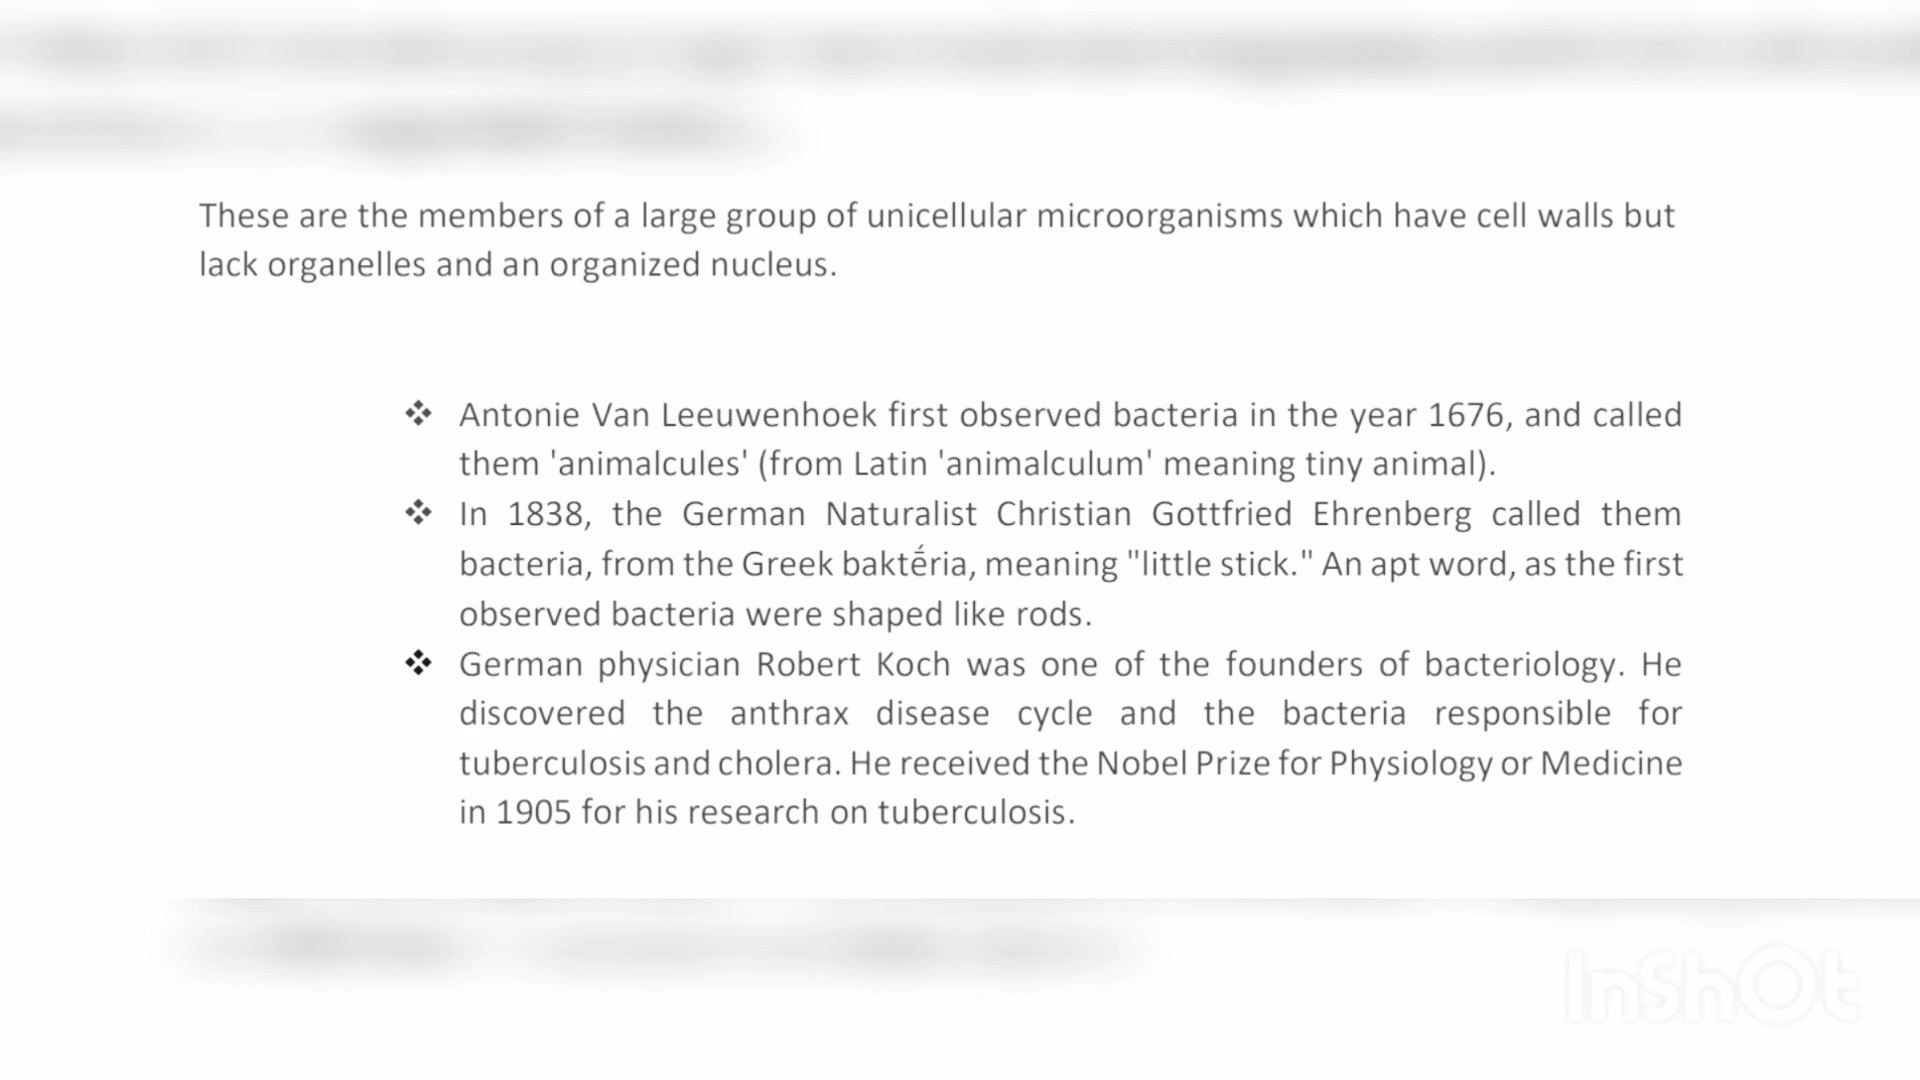 These are the members of a large group of unicellular microorganisms which have cell walls but
lack organelles and an organized nucleus.
❖ Antonie Van Leeuwenhoek first observed bacteria in the year 1676, and called
them 'animalcules' (from Latin 'animalculum' meaning tiny animal).
❖ In 1838, the German Naturalist Christian Gottfried Ehrenberg called them
bacteria, from the Greek baktḗria, meaning "little stick." An apt word, as the first
observed bacteria were shaped like rods.
❖ German physician Robert Koch was one of the founders of bacteriology. He
discovered the anthrax disease cycle and the bacteria responsible for
tuberculosis and cholera. He received the Nobel Prize for Physiology or Medicine
in 1905 for his research on tuberculosis.
InShOt